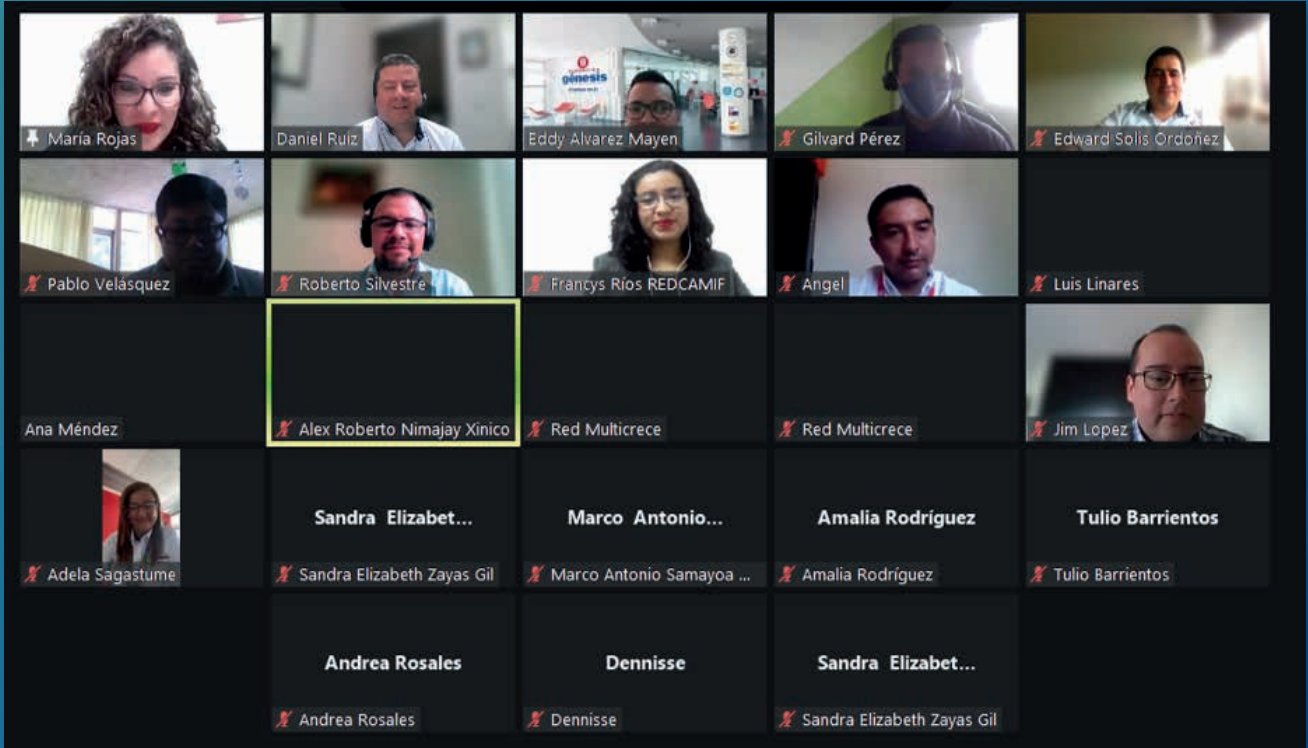 María Rojas
Daniel Ruiz
génesis
Eddy Alvarez Mayen
Gilvard Pérez
Edward Solis Ordoñez
Pablo Velásquez
Roberto Silvestre
Francys Ríos REDCAMIF
Angel
Luis Linares
Ana Méndez
Alex Roberto Nimajay Xinico
Red Multicrece
Red Multicrece
Jim Lopez
Adela Sagastume
Sandra Elizabet...
Sandra Elizabeth Zayas Gil
Marco Antonio...
Marco Antonio Samayoa ...
Amalia Rodríguez
Amalia Rodríguez
Tulio Barrientos
Tulio Barrientos
Andrea Rosales
Andrea Rosales
Dennisse
Dennisse
Sandra Elizabet...
Sandra Elizabeth Zayas Gil